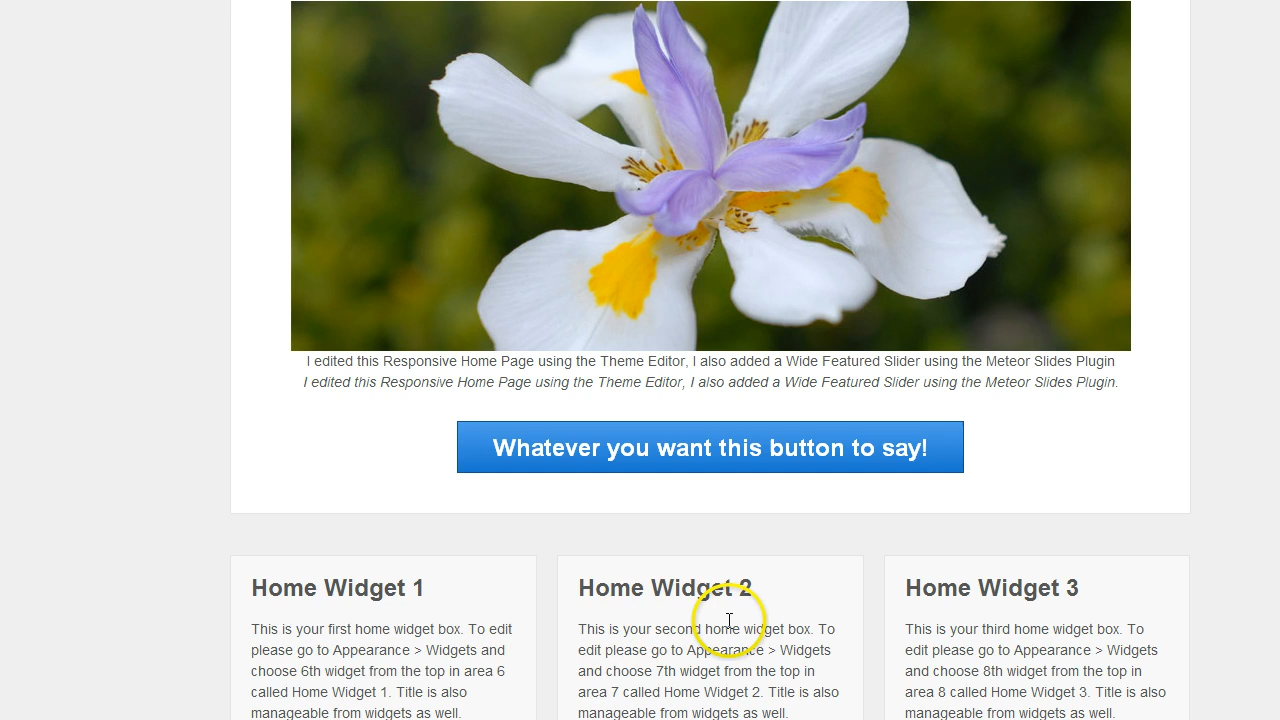 I edited this Responsive Home Page using the Theme Editor, I also added a Wide Featured Slider using the Meteor Slides Plugin
I edited this Responsive Home Page using the Theme Editor, I also added a Wide Featured Slider using the Meteor Slides Plugin.
Whatever you want this button to say!
Home Widget 1
This is your first home widget box. To edit
please go to Appearance > Widgets and
choose 6th widget from the top in area 6
called Home Widget 1. Title is also
manageable from widgets as well.
Home Widget 2
This is your second home widget box. To
edit please go to Appearance > Widgets
and choose 7th widget from the top in
area 7 called Home Widget 2. Title is also
manageable from widgets as well.
Home Widget 3
This is your third home widget box. To
edit please go to Appearance > Widgets
and choose 8th widget from the top in
area 8 called Home Widget 3. Title is also
manageable from widgets as well.